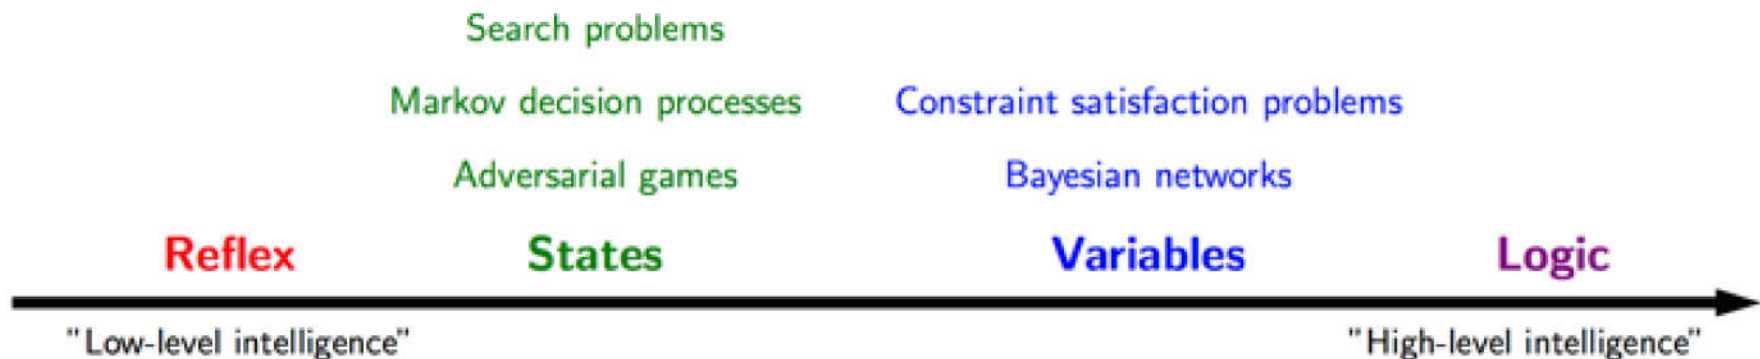 Search problems
Markov decision processes
Constraint satisfaction problems
Adversarial games
Bayesian networks
Reflex
States
Variables
Logic
"Low-level intelligence"
"High-level intelligence"